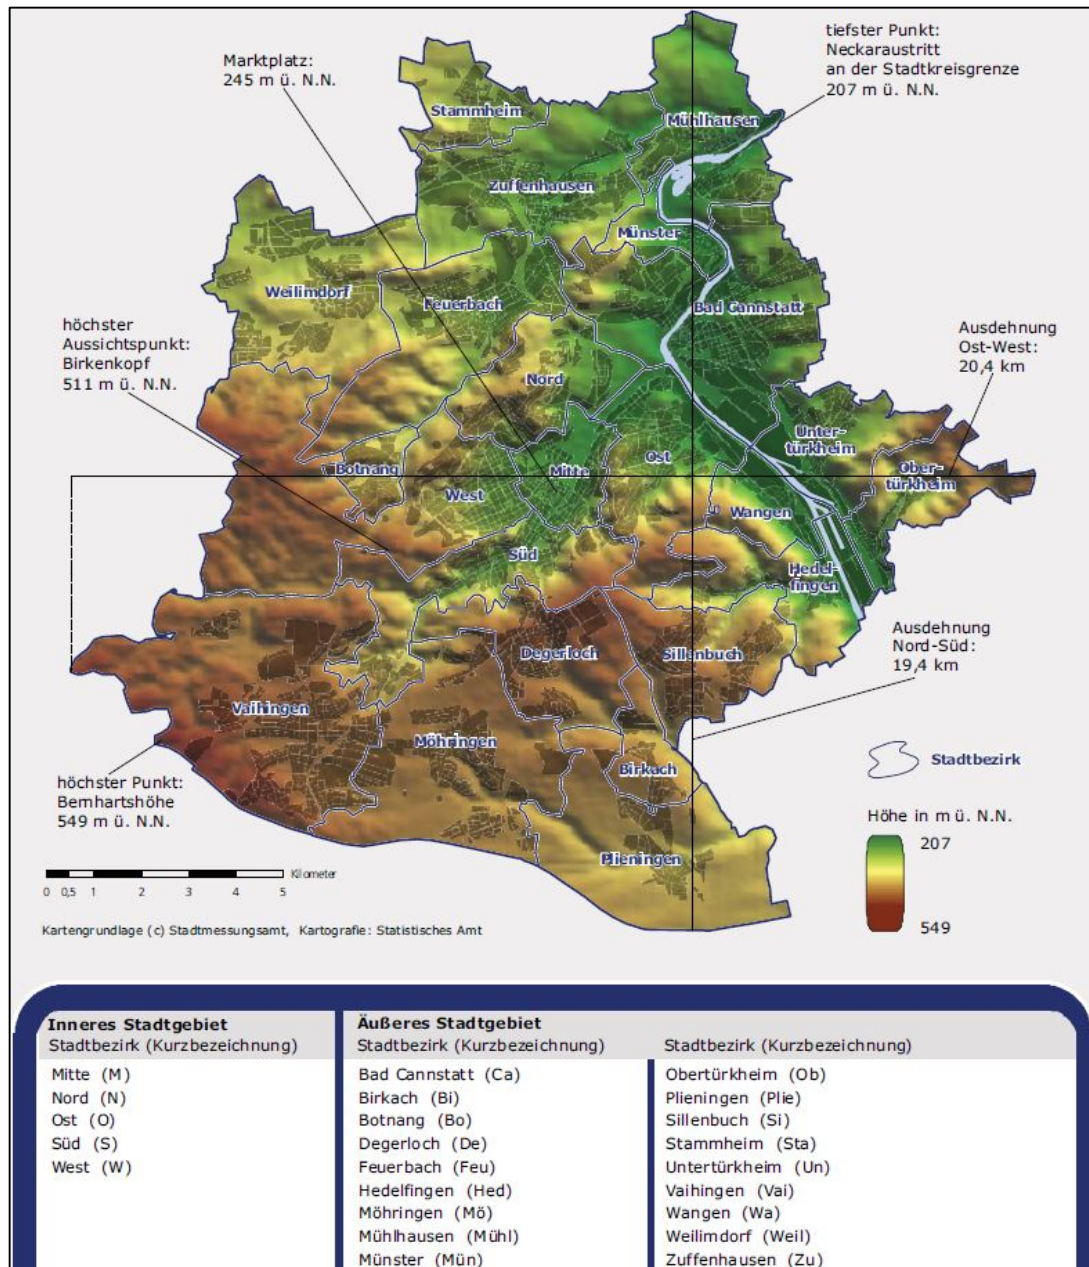 Marktplatz:
245 m ü. N.N.
tiefster Punkt:
Neckaraustritt
an der Stadtkreisgrenze
207 m ü. N.N.
Stammheim
Mühlhausen
Zuffenhausen
Münster
Weilimdorf
Feuerbach
Bad Cannstatt
höchster
Aussichtspunkt:
Birkenkopf
511 m ü. N.N.
Ausdehnung
Ost-West:
20,4 km
Nord
Unter-
türkheim
Botnang
West
Mitte
Ost
Ober-
türkheim
Wangen
Süd
Hedel-
fingen
Ausdehnung
Nord-Süd:
19,4 km
Degerloch
Sillenbuch
Vaihingen
Möhringen
Birkach
Stadtbezirk
höchster Punkt:
Bernhartshöhe
549 m ü. N.N.
Höhe in m ü. N.N.
207
549
Plieningen
Kilometer
0 0,5 1 2 3 4 5
Kartengrundlage (c) Stadtmessungsamt, Kartografie: Statistisches Amt
Inneres Stadtgebiet
Stadtbezirk (Kurzbezeichnung)
Mitte (M)
Nord (N)
Ost (O)
Süd (S)
West (W)
Äußeres Stadtgebiet
Stadtbezirk (Kurzbezeichnung)
Bad Cannstatt (Ca)
Birkach (Bi)
Botnang (Bo)
Degerloch (De)
Feuerbach (Feu)
Hedelfingen (Hed)
Möhringen (Mö)
Mühlhausen (Mühl)
Münster (Mün)
Stadtbezirk (Kurzbezeichnung)
Obertürkheim (Ob)
Plieningen (Plie)
Sillenbuch (Si)
Stammheim (Sta)
Untertürkheim (Un)
Vaihingen (Vai)
Wangen (Wa)
Weilimdorf (Weil)
Zuffenhausen (Zu)